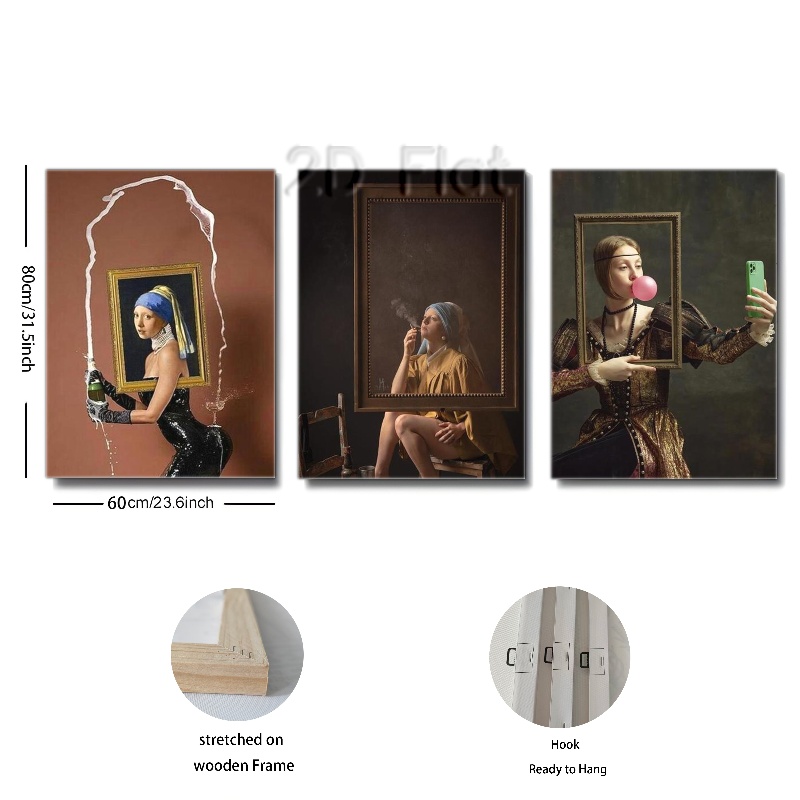 2D Flat
80cm/31.5inch
60cm/23.6inch
stretched on
wooden Frame
Hook
Ready to Hang